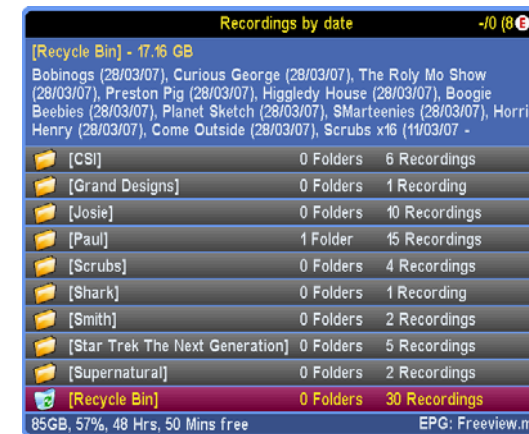 Recordings by date -/0 (8 E
[Recycle Bin] - 17.16 GB
Bobinogs (28/03/07), Curious George (28/03/07), The Roly Mo Show
(28/03/07), Preston Pig (28/03/07), Higgledy House (28/03/07), Boogie
Beebies (28/03/07), Planet Sketch (28/03/07), SMarteenies (28/03/07), Horri
Henry (28/03/07), Come Outside (28/03/07), Scrubs x16 (11/03/07 -
[CSI] 0 Folders 6 Recordings
[Grand Designs] 0 Folders 1 Recording
[Josie] 0 Folders 10 Recordings
[Paul] 1 Folder 15 Recordings
[Scrubs] 0 Folders 4 Recordings
[Shark] 0 Folders 1 Recording
[Smith] 0 Folders 2 Recordings
[Star Trek The Next Generation] 0 Folders 5 Recordings
[Supernatural] 0 Folders 2 Recordings
[Recycle Bin] 0 Folders 30 Recordings
85GB, 57%, 48 Hrs, 50 Mins free EPG: Freeview.n